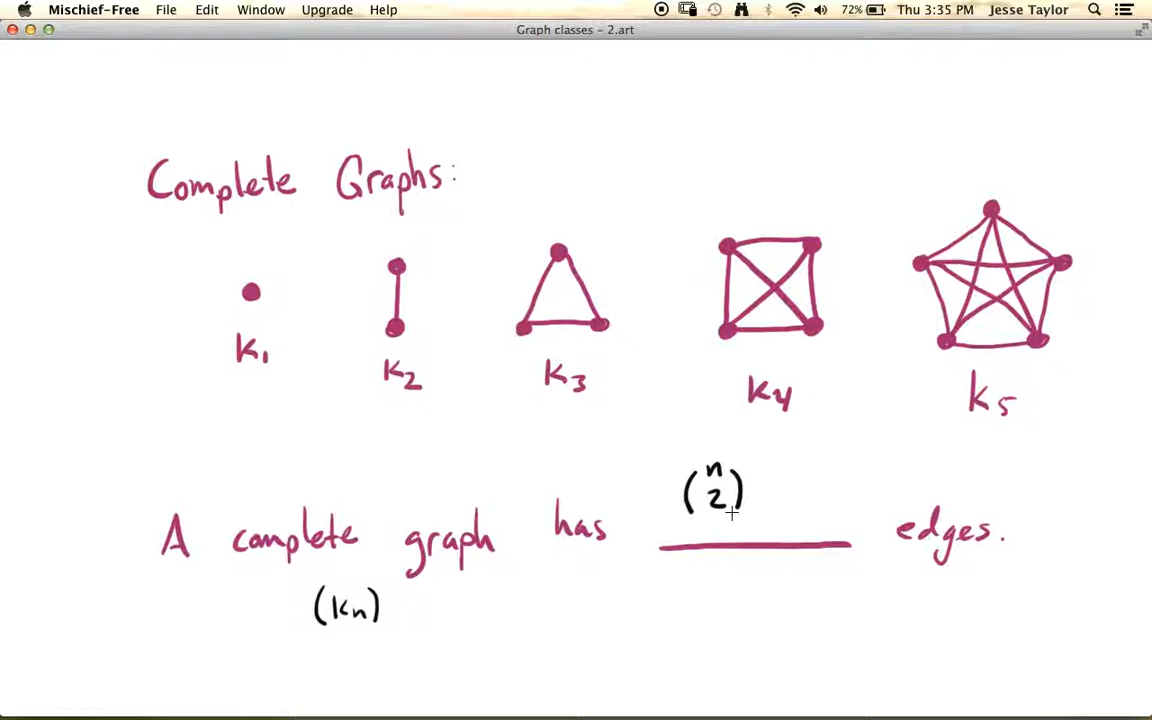 Mischief-Free File Edit Window Upgrade Help 72% Thu 3:35 PM Jesse Taylor
Graph classes - 2.art
Complete Graphs:
K1 K2 K3 K4 K5
(n 2)
A complete graph has ______ edges.
(Kn)